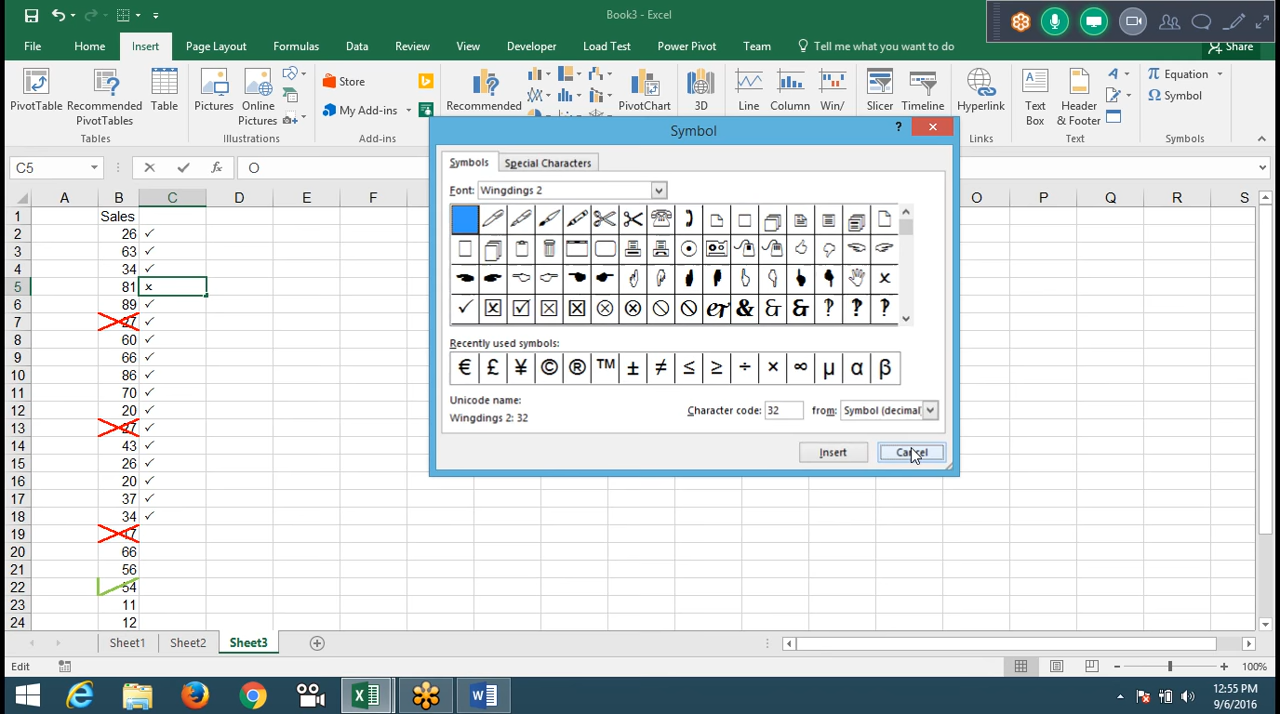 Book3 - Excel
File Home Insert Page Layout Formulas Data Review View Developer Load Test Power Pivot Team Tell me what you want to do Share
PivotTable Recommended PivotTables Table Pictures Online Pictures Store My Add-ins Recommended PivotChart 3D Line Column Win/ Slicer Timeline Hyperlink Text Box Header & Footer Equation Symbol
Tables Illustrations Add-ins Links Text Symbols
C5 fx O
A B C D E F O P Q R S
1 Sales
2 26 ✓
3 63 ✓
4 34 ✓
5 81 x
6 89 ✓
7 27 ✓
8 60 ✓
9 66 ✓
10 86 ✓
11 70 ✓
12 20 ✓
13 27 ✓
14 43 ✓
15 26 ✓
16 20 ✓
17 37 ✓
18 34 ✓
19 17
20 66
21 56
22 54
23 11
24 12
Symbol ?
Symbols Special Characters
Font: Wingdings 2
Recently used symbols:
€ £ ¥ © ® ™ ± ≠ ≤ ≥ ÷ × ∞ µ α β
Unicode name:
Wingdings 2: 32
Character code: 32 from: Symbol (decimal)
Insert Cancel
Sheet1 Sheet2 Sheet3
Edit 100%
12:55 PM
9/6/2016